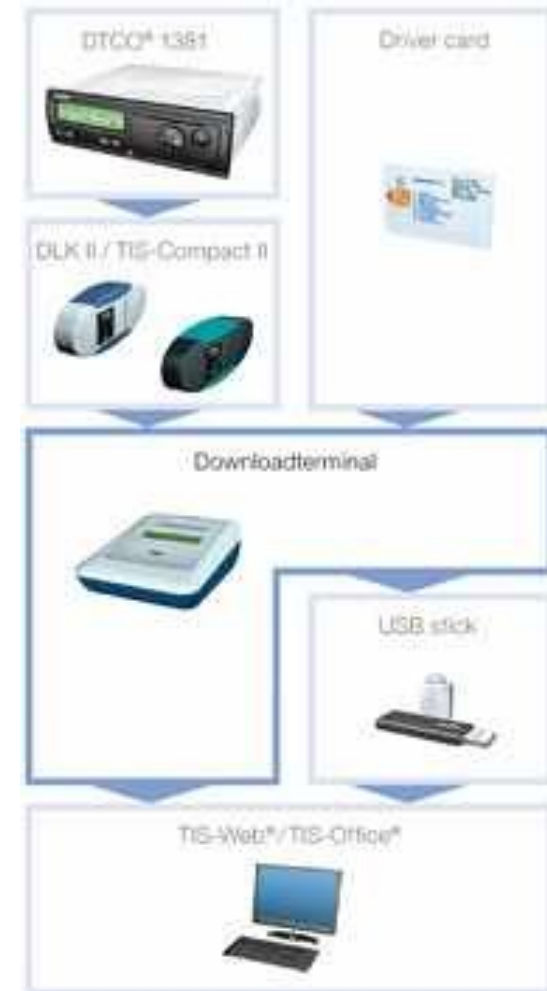 DTCO® 1381
Driver card
DLK II / TIS-Compact II
Downloadterminal
USB stick
TIS-Web® / TIS-Office®